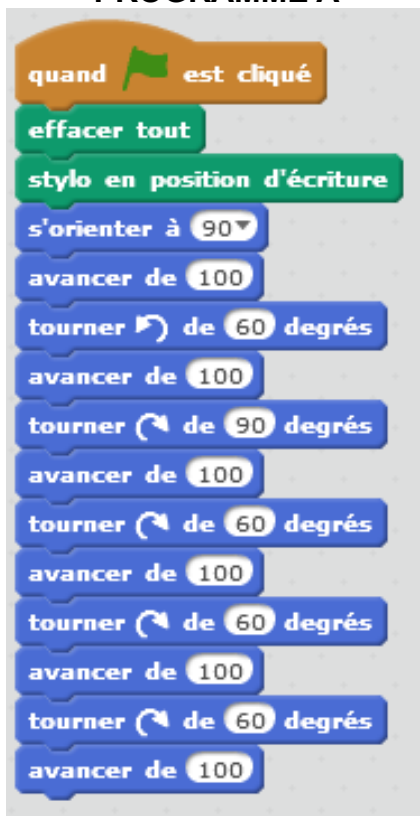 PROGRAMME A
quand est cliqué
effacer tout
stylo en position d'écriture
s'orienter à 90
avancer de 100
tourner de 60 degrés
avancer de 100
tourner de 90 degrés
avancer de 100
tourner de 60 degrés
avancer de 100
tourner de 60 degrés
avancer de 100
tourner de 60 degrés
avancer de 100